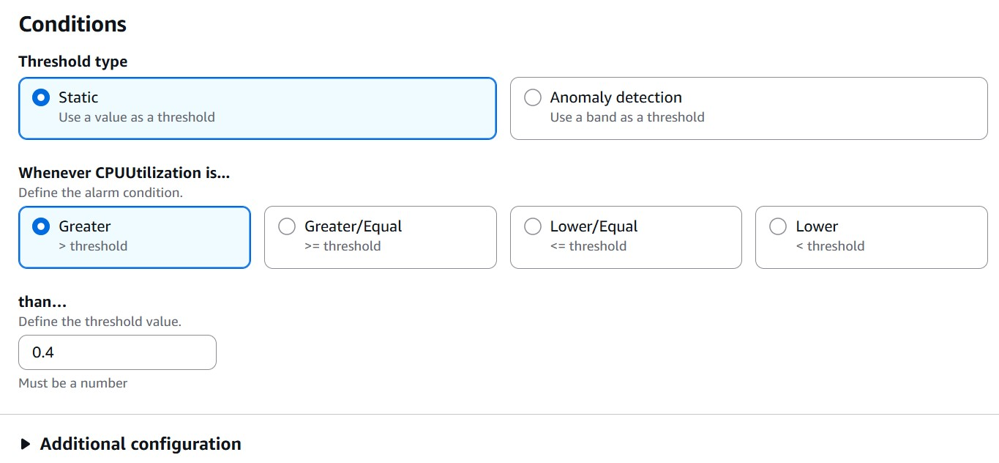 Conditions
Threshold type
Static
Use a value as a threshold
Anomaly detection
Use a band as a threshold
Whenever CPUUtilization is...
Define the alarm condition.
Greater
> threshold
Greater/Equal
>= threshold
Lower/Equal
<= threshold
Lower
< threshold
than...
Define the threshold value.
0.4
Must be a number
Additional configuration